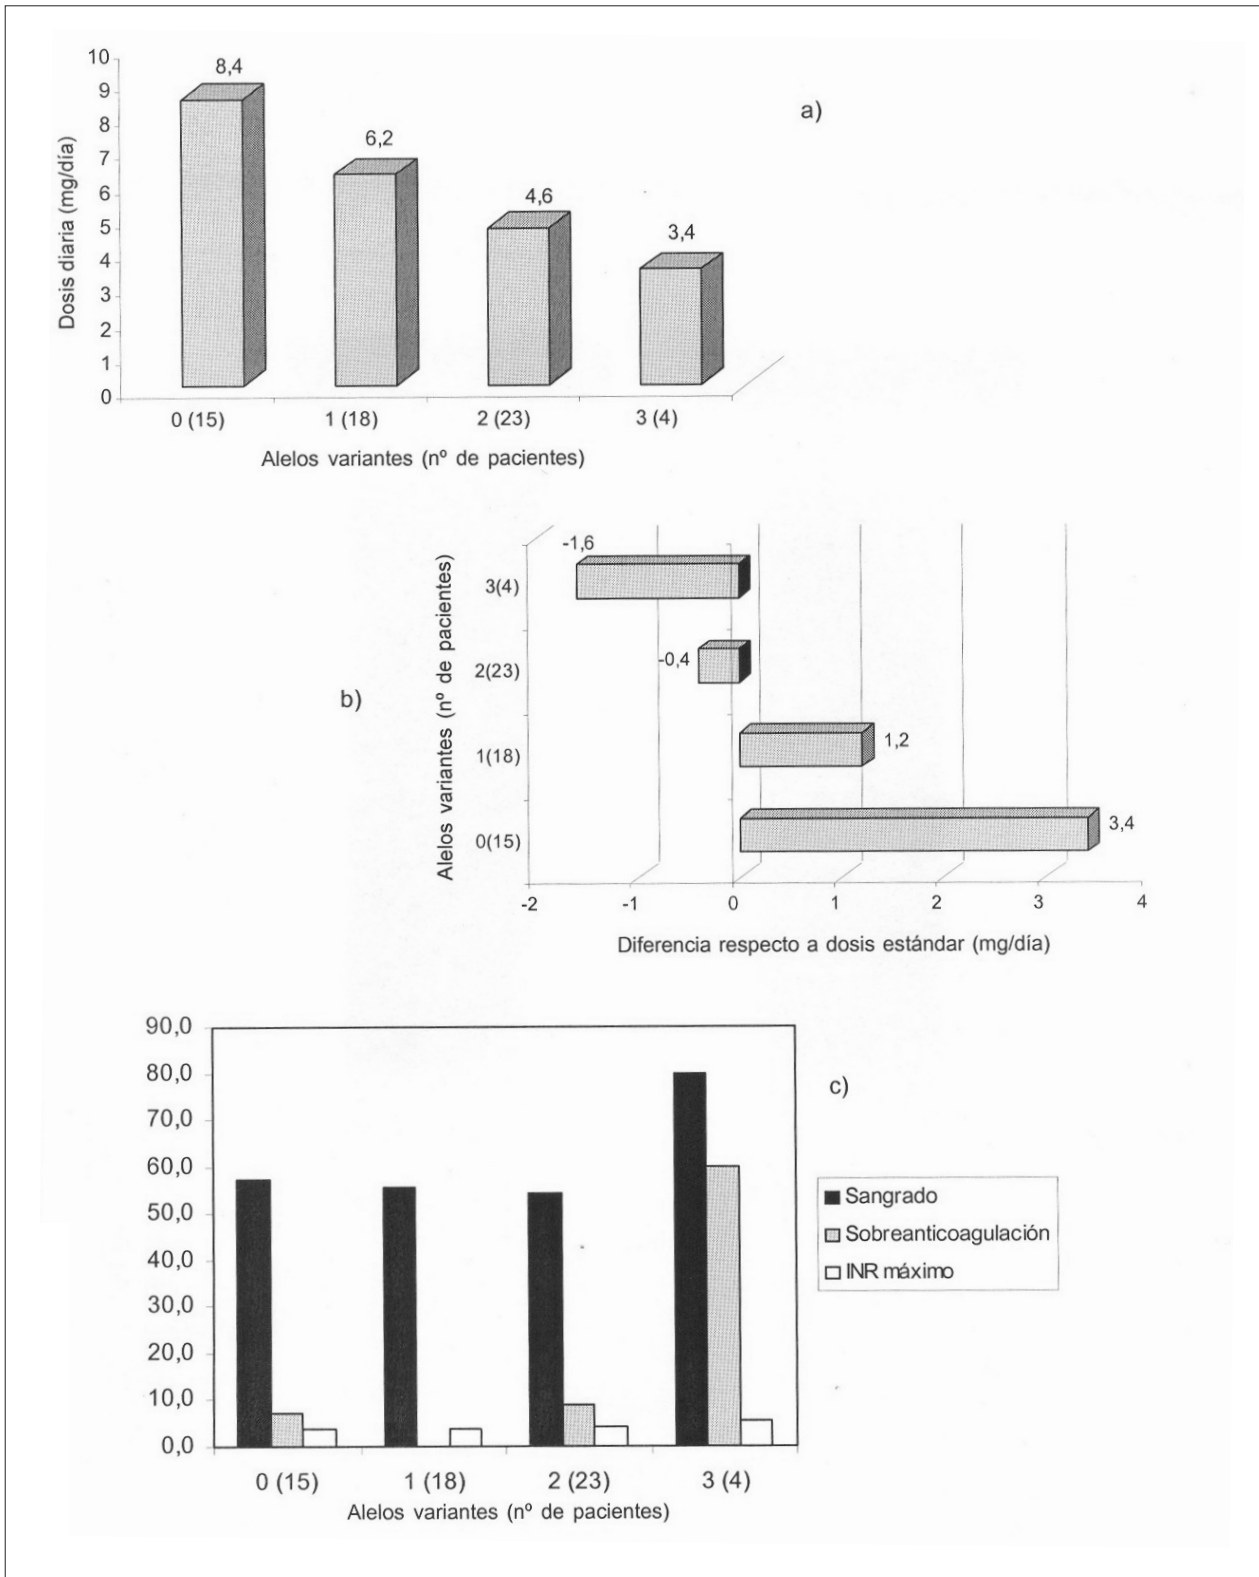 a)
10
9
8
7
6
5
4
3
2
1
0
Dosis diaria (mg/día)
8,4
6,2
4,6
3,4
0 (15) 1 (18) 2 (23) 3 (4)
Alelos variantes (nº de pacientes)
b)
Alelos variantes (nº de pacientes)
3(4)
2(23)
1(18)
0(15)
-1,6
-0,4
1,2
3,4
-2 -1 0 1 2 3 4
Diferencia respecto a dosis estándar (mg/día)
c)
90,0
80,0
70,0
60,0
50,0
40,0
30,0
20,0
10,0
0,0
0 (15) 1 (18) 2 (23) 3 (4)
Alelos variantes (nº de pacientes)
Sangrado
Sobreanticoagulación
INR máximo